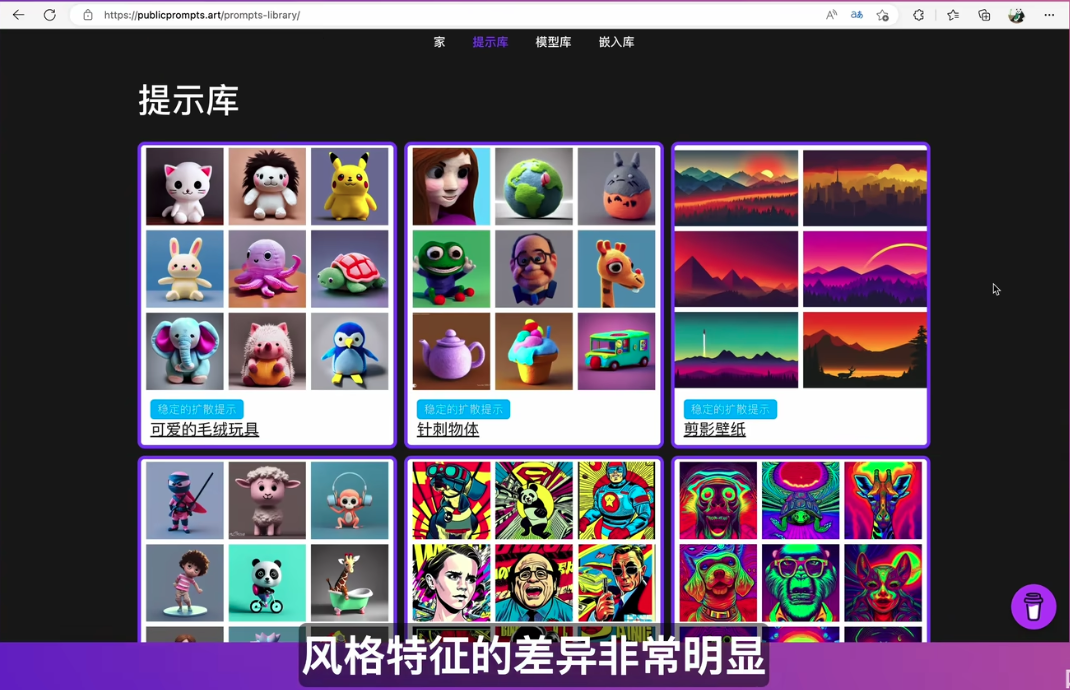 https://publicprompts.art/prompts-library/
家 提示库 模型库 嵌入库
提示库
稳定的扩散提示
可爱的毛绒玩具
稳定的扩散提示
针刺物体
稳定的扩散提示
剪影壁纸
风格特征的差异非常明显